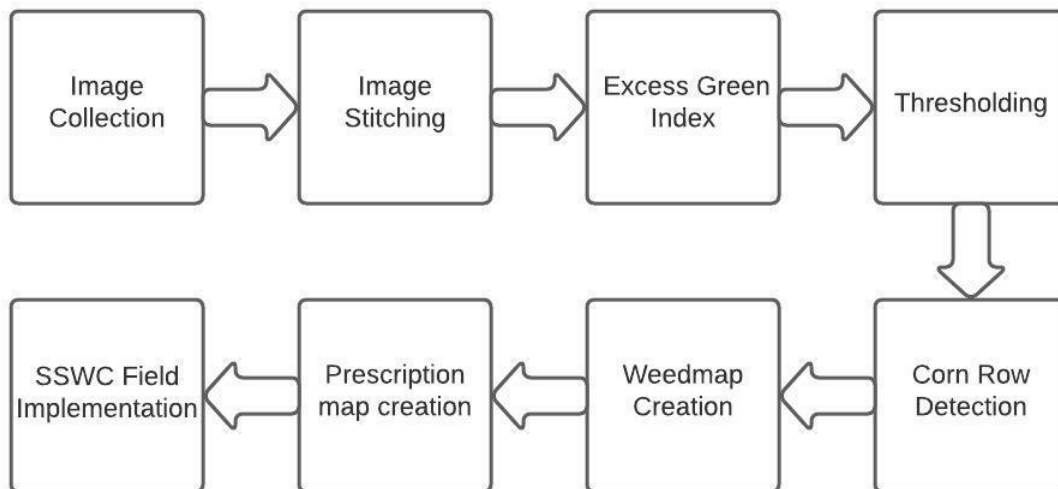 Image
Collection
Image
Stitching
Excess Green
Index
Thresholding
Corn Row
Detection
Weedmap
Creation
Prescription
map creation
SSWC Field
Implementation